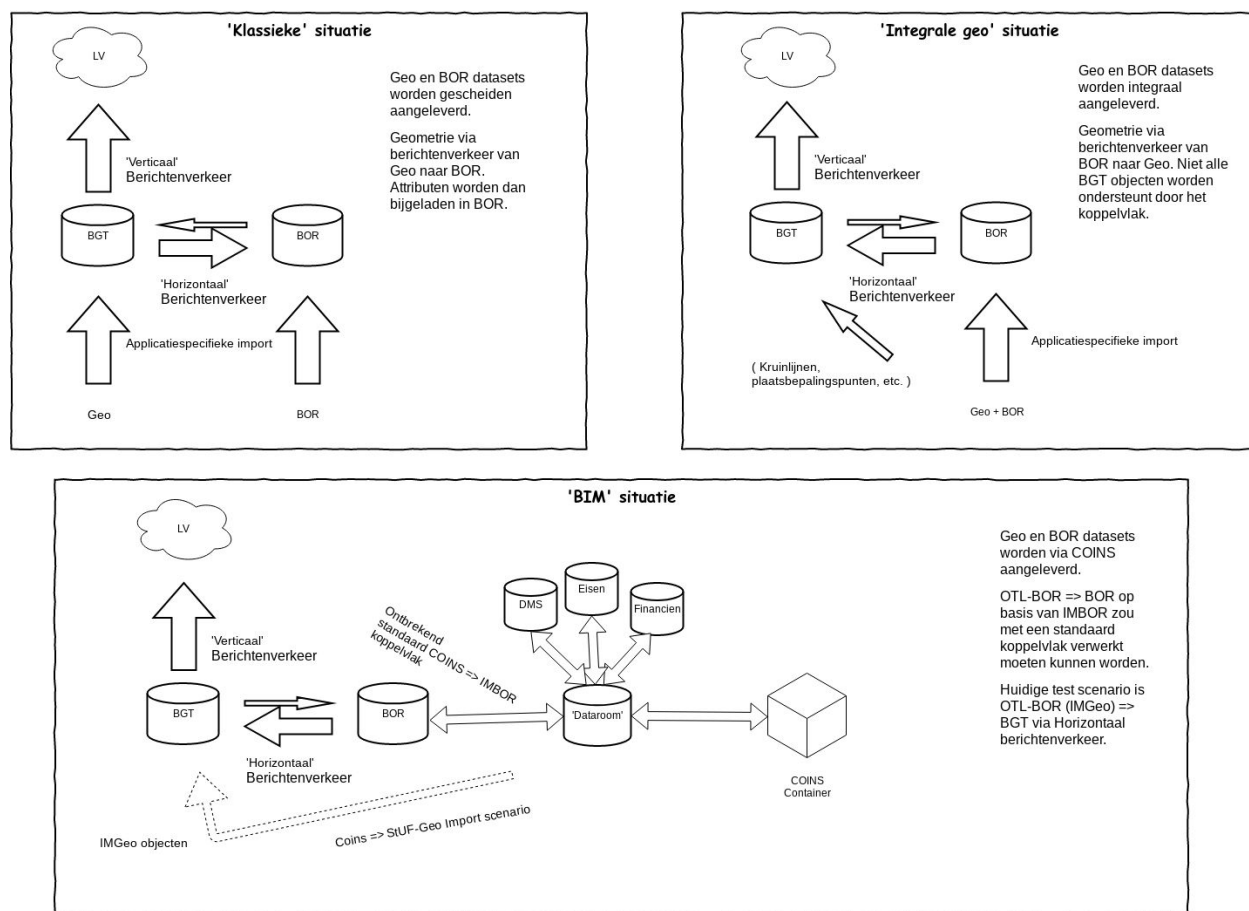 'Klassieke' situatie
LV
Geo en BOR datasets
worden gescheiden
aangeleverd.
Geometrie via
berichtenverkeer van
Geo naar BOR.
Attributen worden dan
bijgeladen in BOR.
'Verticaal'
Berichtenverkeer
BGT
BOR
'Horizontaal'
Berichtenverkeer
Applicatiespecifieke import
Geo
BOR
'Integrale geo' situatie
LV
Geo en BOR datasets
worden integraal
aangeleverd.
Geometrie via
berichtenverkeer van
BOR naar Geo. Niet alle
BGT objecten worden
ondersteunt door het
koppelvlak.
'Verticaal'
Berichtenverkeer
BGT
BOR
'Horizontaal'
Berichtenverkeer
Applicatiespecifieke import
( Kruinlijnen,
plaatsbepalingspunten, etc. )
Geo + BOR
'BIM' situatie
LV
Geo en BOR datasets
worden via COINS
aangeleverd.
OTL-BOR => BOR op
basis van IMBOR zou
met een standaard
koppelvlak verwerkt
moeten kunnen worden.
Huidige test scenario is
OTL-BOR (IMGeo) =>
BGT via Horizontaal
berichtenverkeer.
DMS
Eisen
Financien
Ontbrekend
standaard COINS => IMBOR
koppelvlak
'Verticaal'
Berichtenverkeer
BGT
BOR
'Dataroom'
'Horizontaal'
Berichtenverkeer
COINS
Container
IMGeo objecten
Coins => StUF-Geo Import scenario